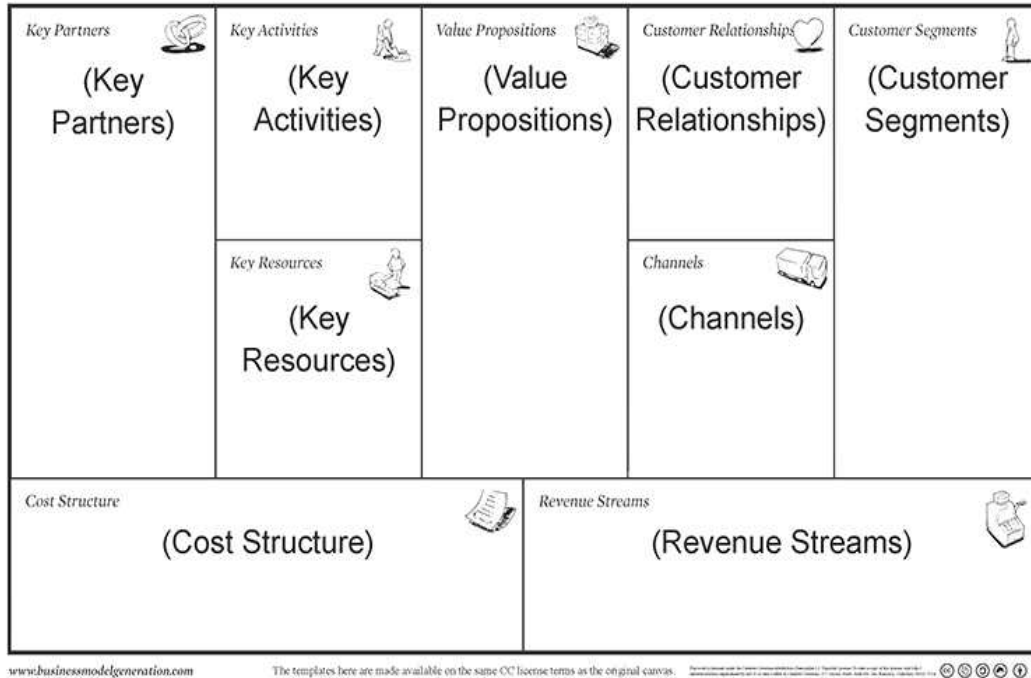 Key Partners
(Key
Partners)
Key Activities
(Key
Activities)
Key Resources
(Key
Resources)
Value Propositions
(Value
Propositions)
Customer Relationships
(Customer
Relationships)
Channels
(Channels)
Customer Segments
(Customer
Segments)
Cost Structure
(Cost Structure)
Revenue Streams
(Revenue Streams)
www.businessmodelgeneration.com
The templates here are made available on the same CC license terms as the original canvas.